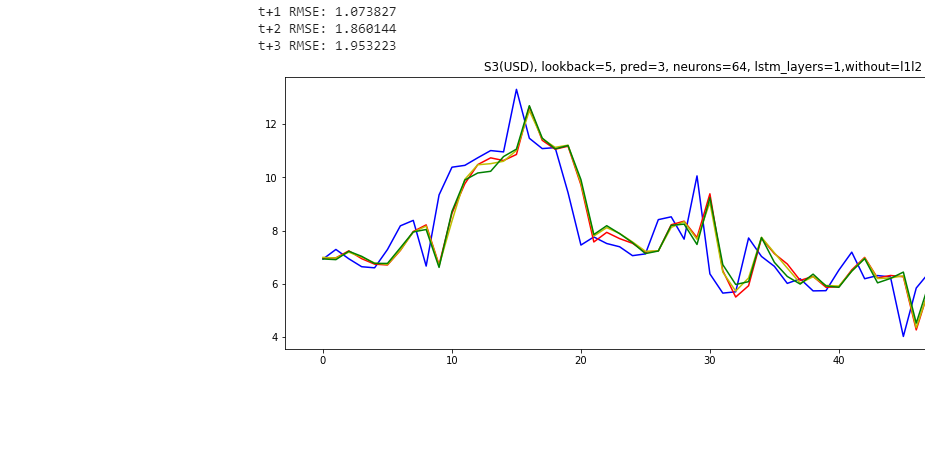 t+1 RMSE: 1.073827
t+2 RMSE: 1.860144
t+3 RMSE: 1.953223
S3(USD), lookback=5, pred=3, neurons=64, lstm_layers=1,without=l1l2
12
10
8
6
4
0 10 20 30 40